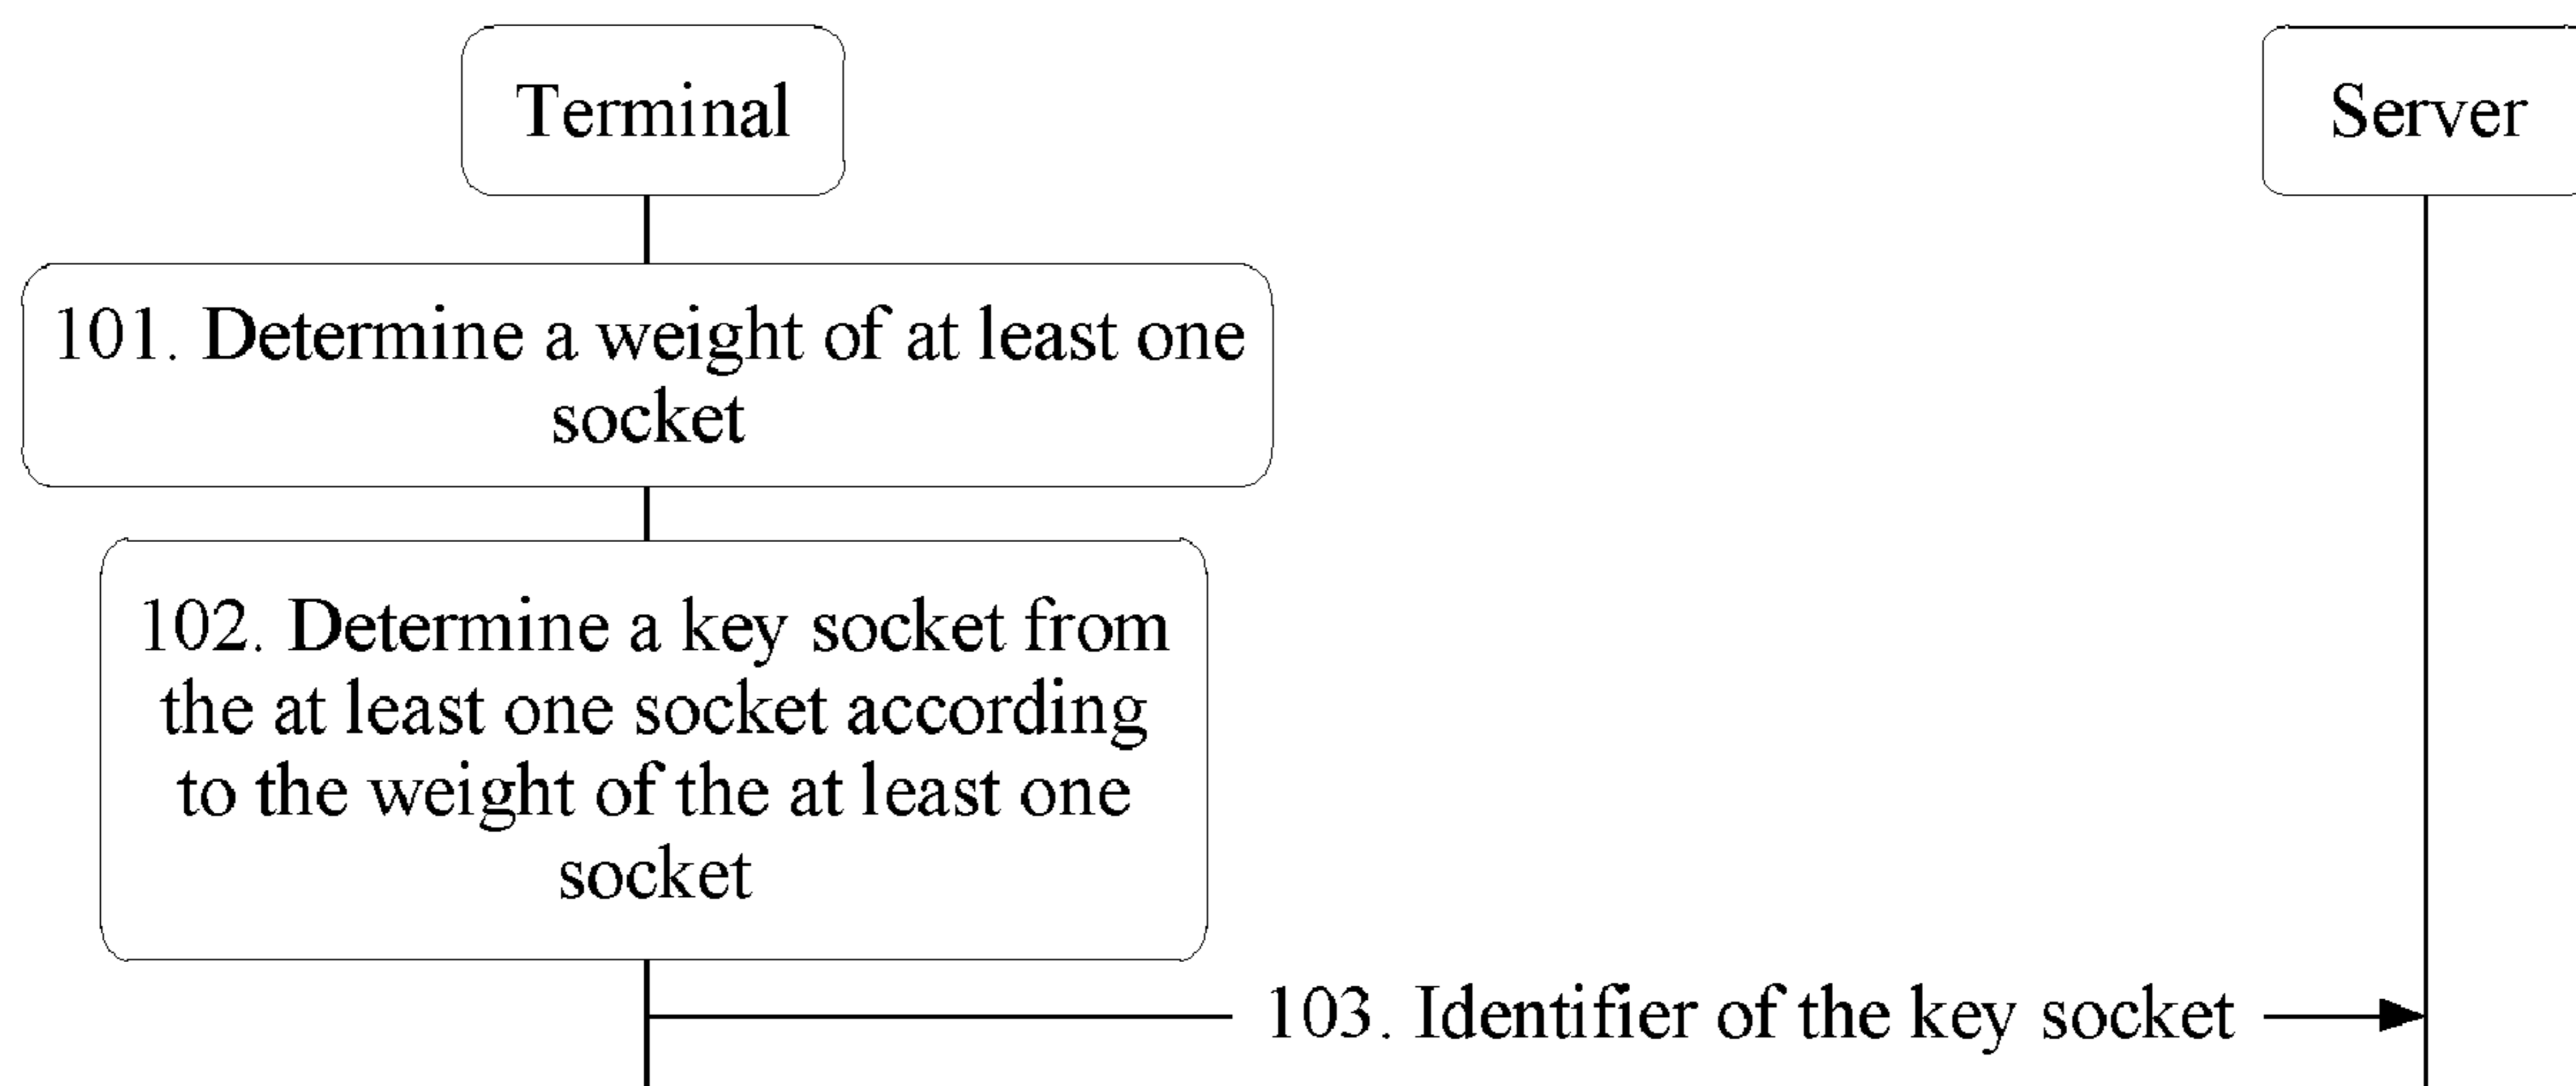 Terminal
Server
101. Determine a weight of at least one
socket
102. Determine a key socket from
the at least one socket according
to the weight of the at least one
socket
103. Identifier of the key socket